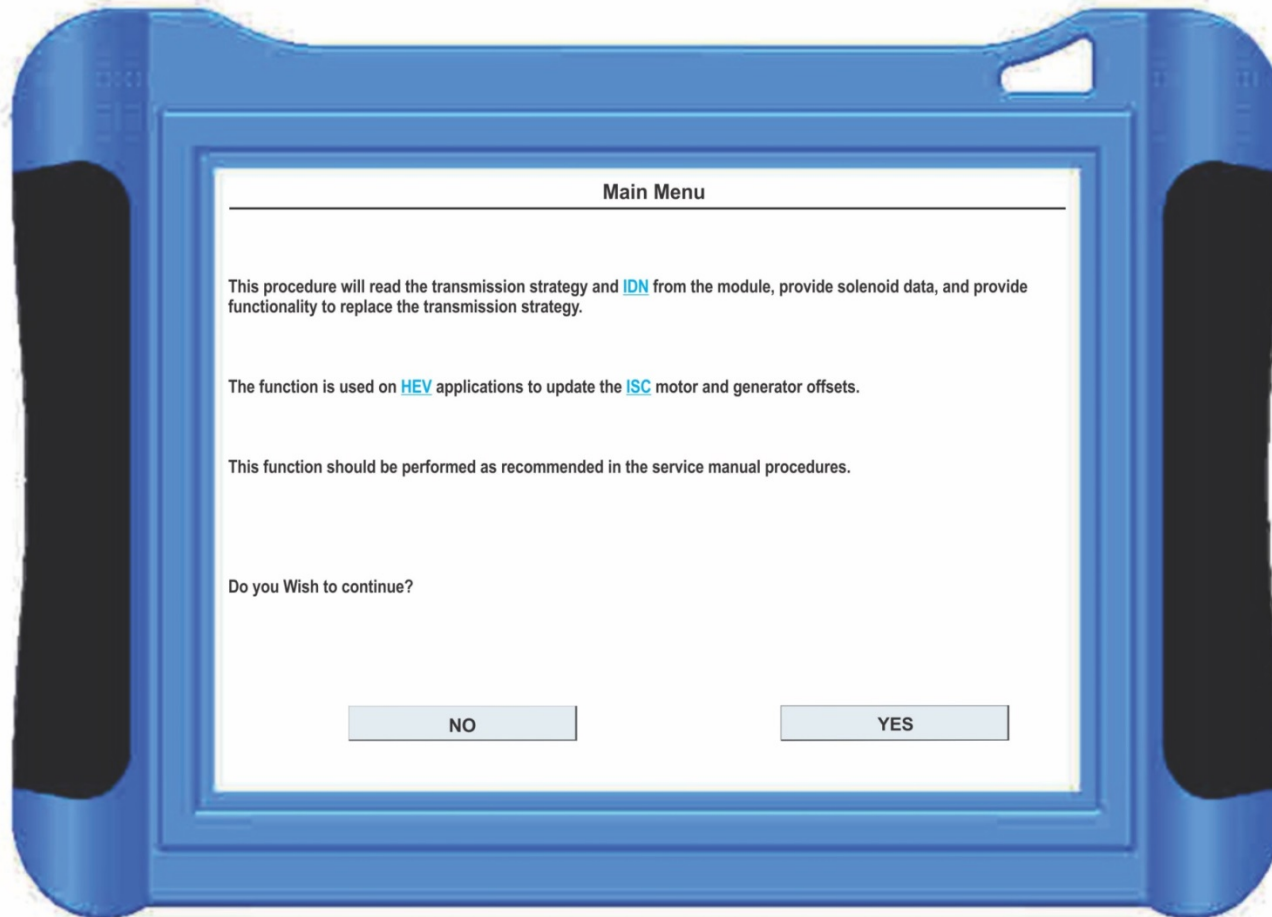 Main Menu
This procedure will read the transmission strategy and IDN from the module, provide solenoid data, and provide
functionality to replace the transmission strategy.
The function is used on HEV applications to update the ISC motor and generator offsets.
This function should be performed as recommended in the service manual procedures.
Do you Wish to continue?
NO
YES